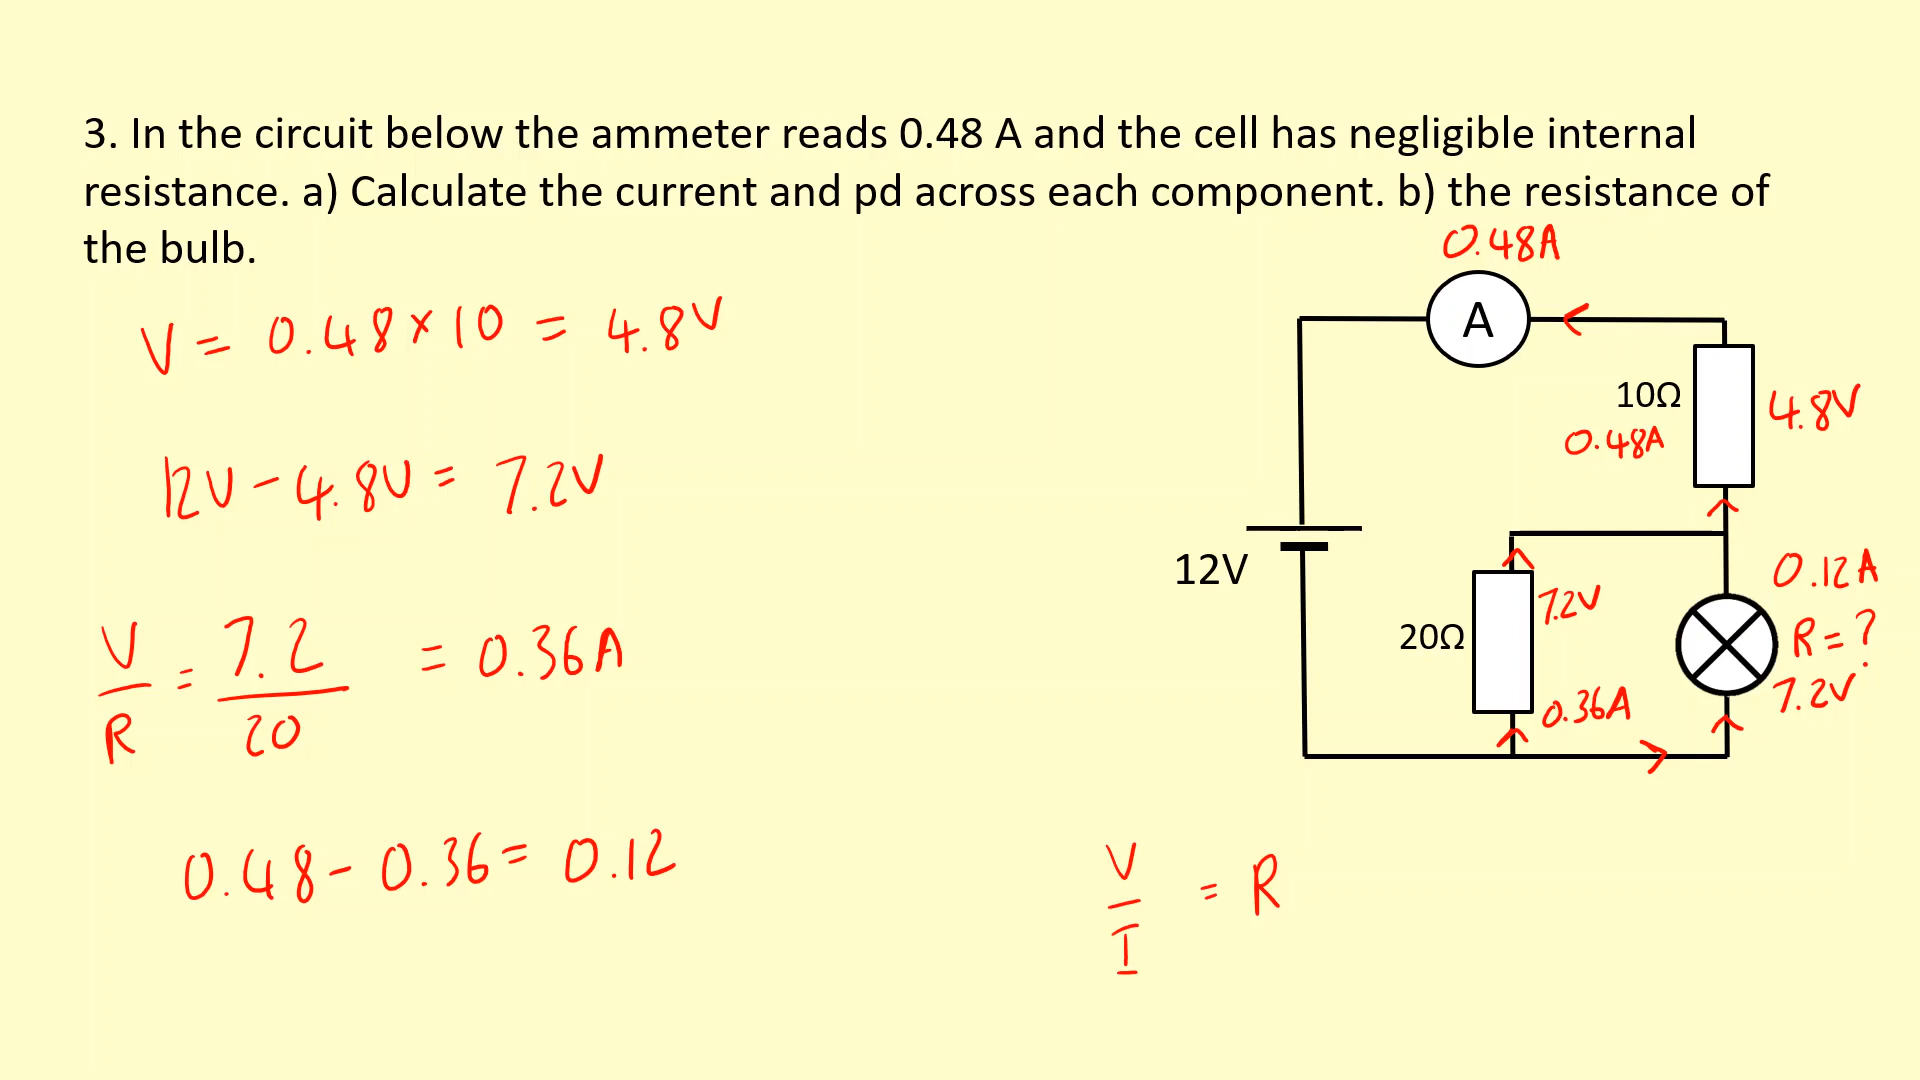 3. In the circuit below the ammeter reads 0.48 A and the cell has negligible internal
resistance. a) Calculate the current and pd across each component. b) the resistance of
the bulb.
0.48A
V = 0.48 × 10 = 4.8V
A
10Ω
4.8V
0.48A
12V - 4.8V = 7.2V
12V
0.12A
7.2V
20Ω
R = ?
7.2V
0.36A
V/R = 7.2/20 = 0.36A
0.48 - 0.36 = 0.12
V/I = R